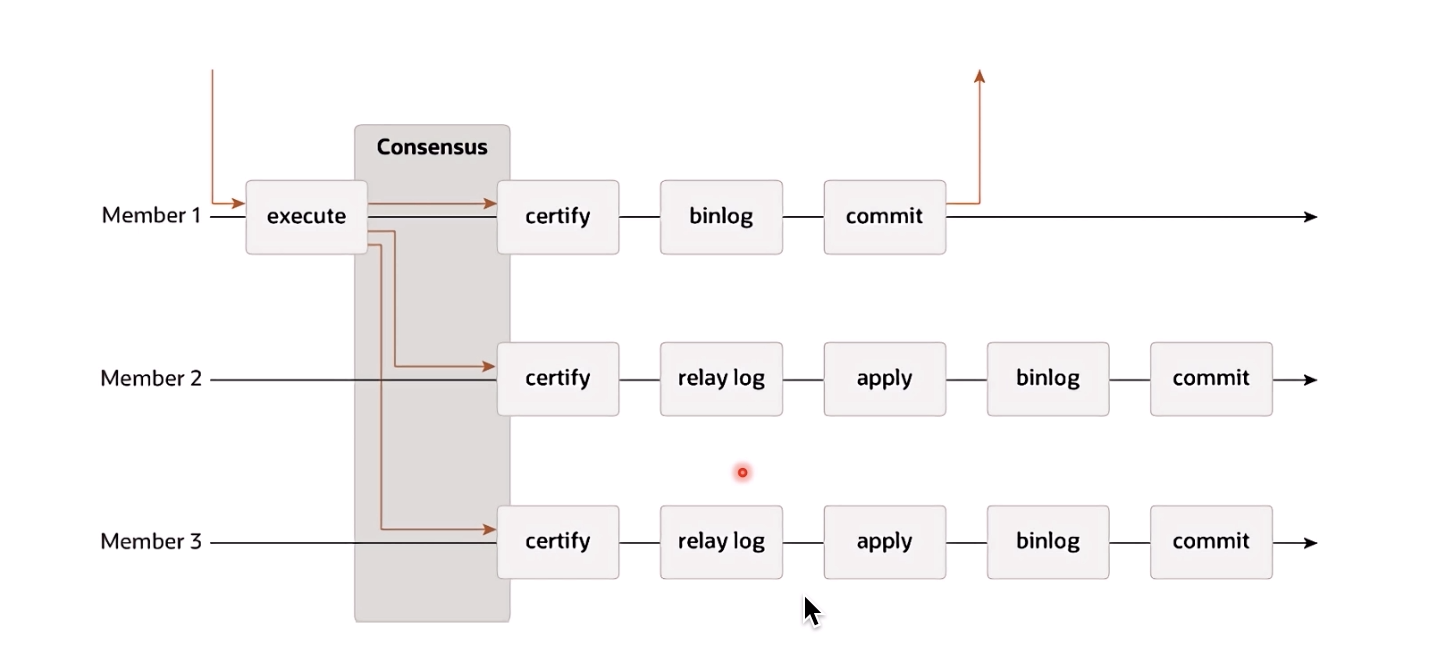 Consensus
Member 1 execute certify binlog commit
Member 2 certify relay log apply binlog commit
Member 3 certify relay log apply binlog commit